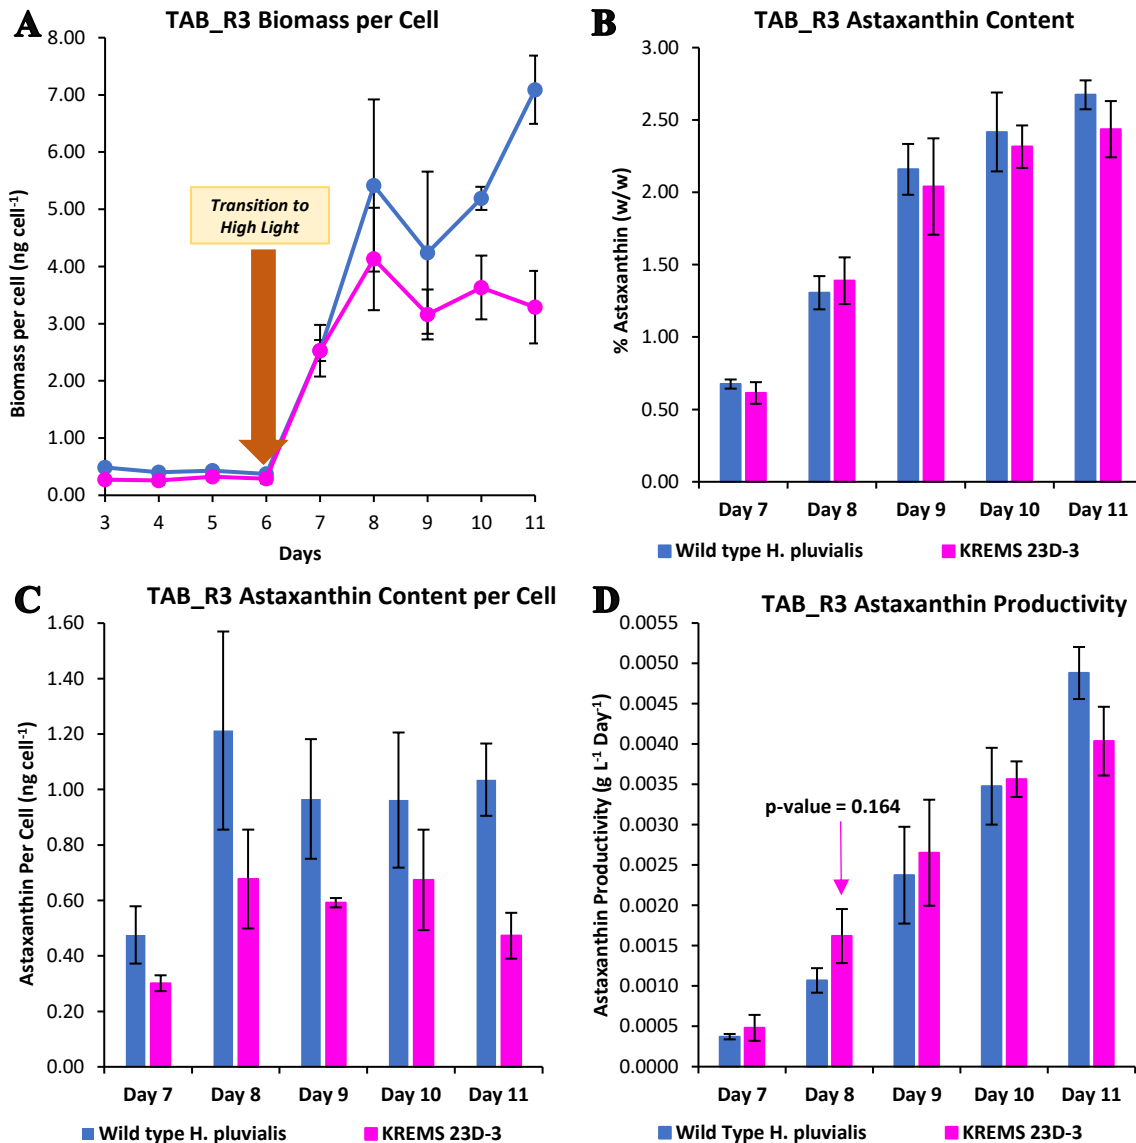 A
TAB_R3 Biomass per Cell
8.00
7.00
6.00
5.00
4.00
3.00
2.00
1.00
0.00
Biomass per cell (ng cell⁻¹)
Transition to
High Light
3 4 5 6 7 8 9 10 11
Days
B
TAB_R3 Astaxanthin Content
3.00
2.50
2.00
1.50
1.00
0.50
0.00
% Astaxanthin (w/w)
Day 7 Day 8 Day 9 Day 10 Day 11
Wild type H. pluvialis KREMS 23D-3
C
TAB_R3 Astaxanthin Content per Cell
1.60
1.40
1.20
1.00
0.80
0.60
0.40
0.20
0.00
Astaxanthin Per Cell (ng cell⁻¹)
Day 7 Day 8 Day 9 Day 10 Day 11
Wild type H. pluvialis KREMS 23D-3
D
TAB_R3 Astaxanthin Productivity
0.0055
0.0050
0.0045
0.0040
0.0035
0.0030
0.0025
0.0020
0.0015
0.0010
0.0005
0.0000
Astaxanthin Productivity (g L⁻¹ Day⁻¹)
p-value = 0.164
Day 7 Day 8 Day 9 Day 10 Day 11
Wild Type H. pluvialis KREMS 23D-3